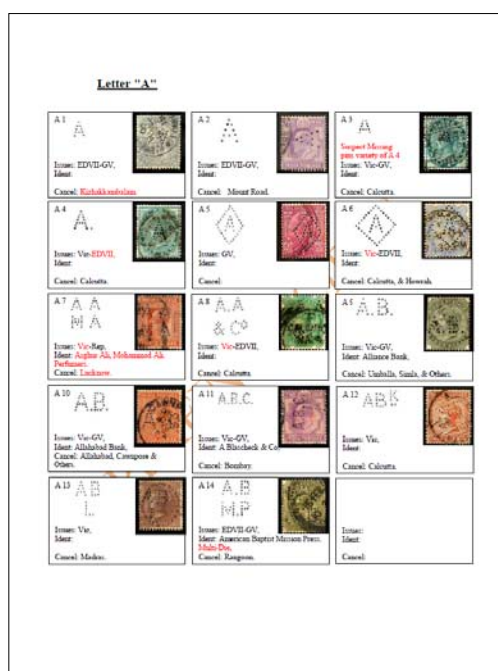 Letter "A"
A 1
A
Issues: EDVII-GV,
Ident:
Cancel: Kizhakkambalam.
A 2
A
Issues: EDVII-GV,
Ident:
Cancel: Mount Road.
A 3
A
Suspect Missing
pins variety of A 4
Issues: Vic-GV,
Ident:
Cancel: Calcutta.
A 4
A.
Issues: Vic-EDVII,
Ident:
Cancel: Calcutta.
A 5
A
Issues: GV,
Ident:
Cancel:
A 6
A
Issues: Vic-EDVII,
Ident:
Cancel: Calcutta, & Howrah.
A 7
A A
M A
Issues: Vic-Rep,
Ident: Asghar Ali, Mohammed Ali
Perfumers.
Cancel: Lucknow.
A 8
A.A
& Cº
Issues: Vic-EDVII,
Ident:
Cancel: Calcutta
A.B.
Issues: Vic-GV,
Ident: Alliance Bank,
Cancel: Umballa, Simla, & Others.
A 10
A.B.
Issues: Vic-GV,
Ident: Allahabad Bank,
Cancel: Allahabad, Cawnpore &
Others.
A 11
A.B.C.
Issues: Vic-GV,
Ident: A Blascheck & Co,
Cancel: Bombay.
A 12
Issues: Vic,
Ident:
Cancel: Calcutta.
A 13
A B
L
Issues: Vic,
Ident:
Cancel: Madras.
A 14
A.B
M.P
Issues: EDVII-GV,
Ident: American Baptist Mission Press.
Multi-Die,
Cancel: Rangoon.
Issues:
Ident:
Cancel: